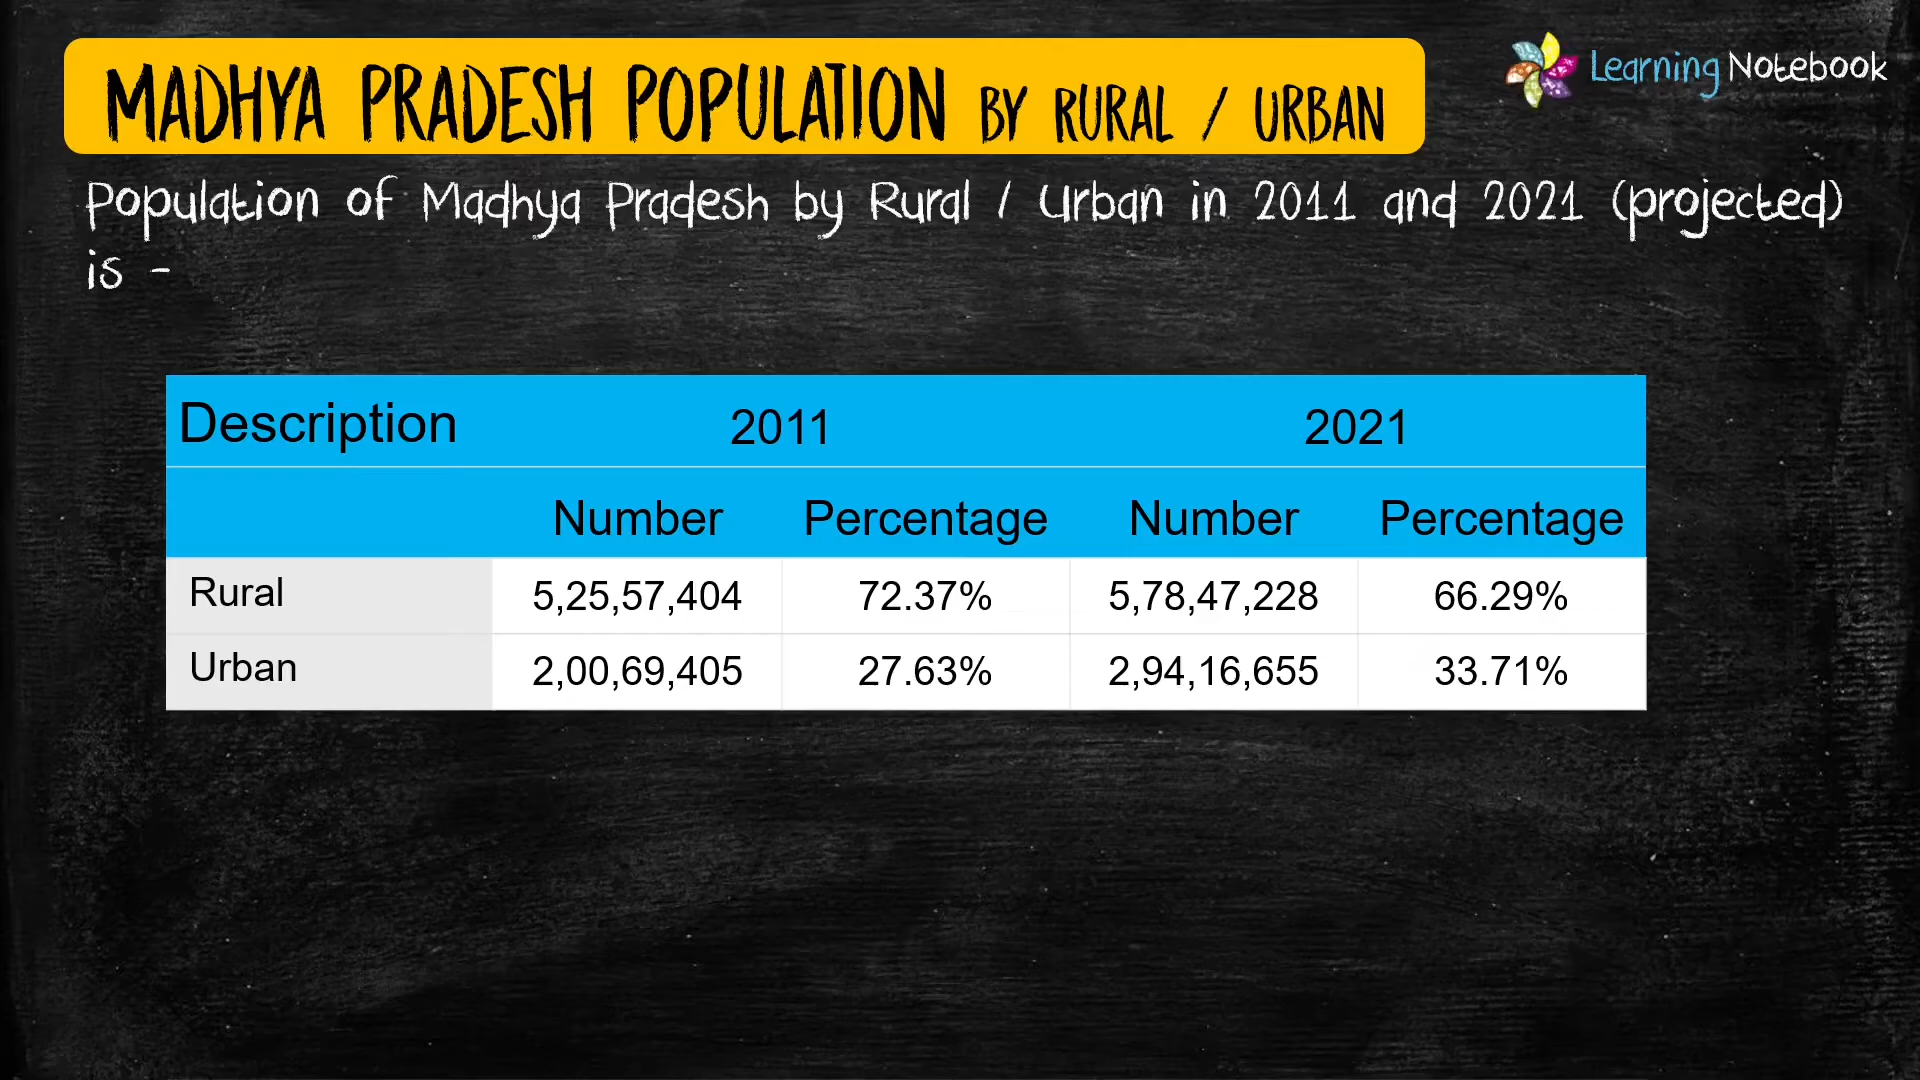 MADHYA PRADESH POPULATION BY RURAL / URBAN
Learning Notebook
Population of Madhya Pradesh by Rural / Urban in 2011 and 2021 (projected)
is -
Description 2011 2021
Number Percentage Number Percentage
Rural 5,25,57,404 72.37% 5,78,47,228 66.29%
Urban 2,00,69,405 27.63% 2,94,16,655 33.71%